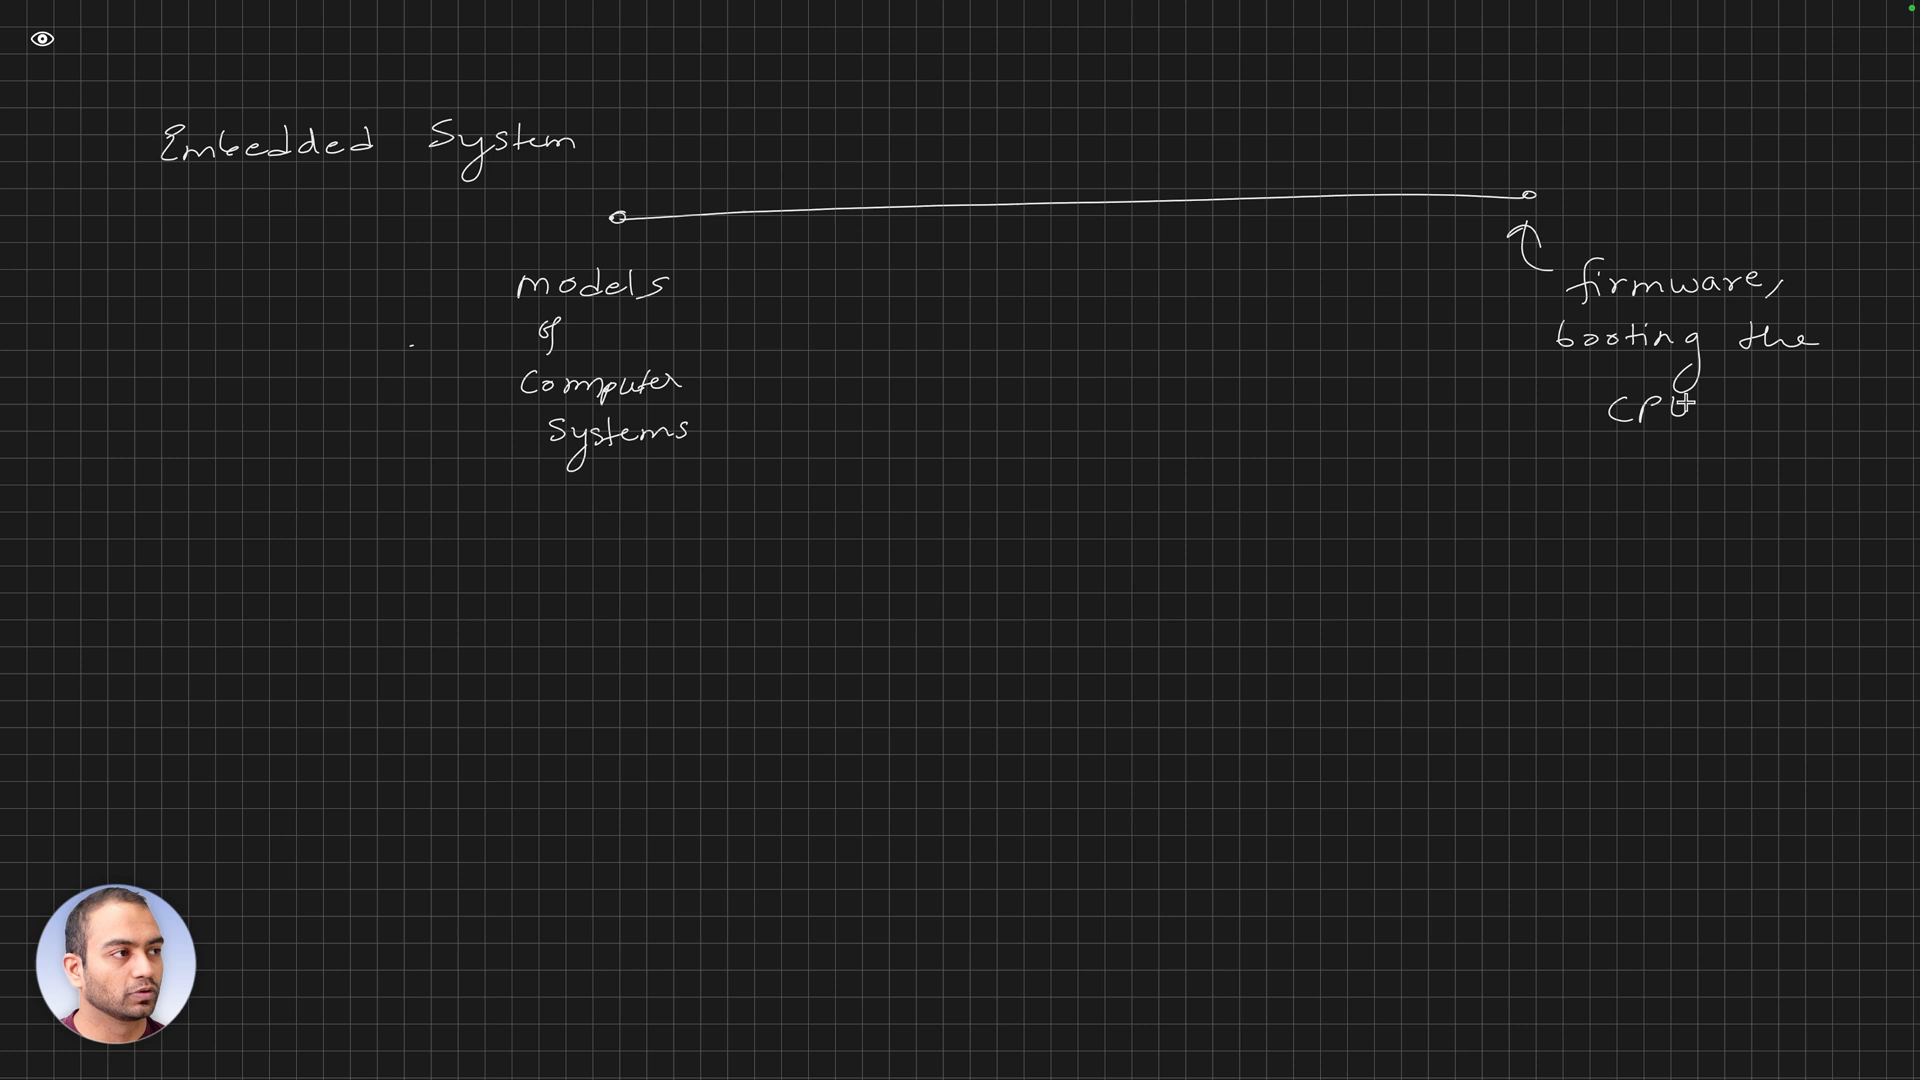 Embedded System
models
of
Computer
Systems
firmware,
booting the
CPU